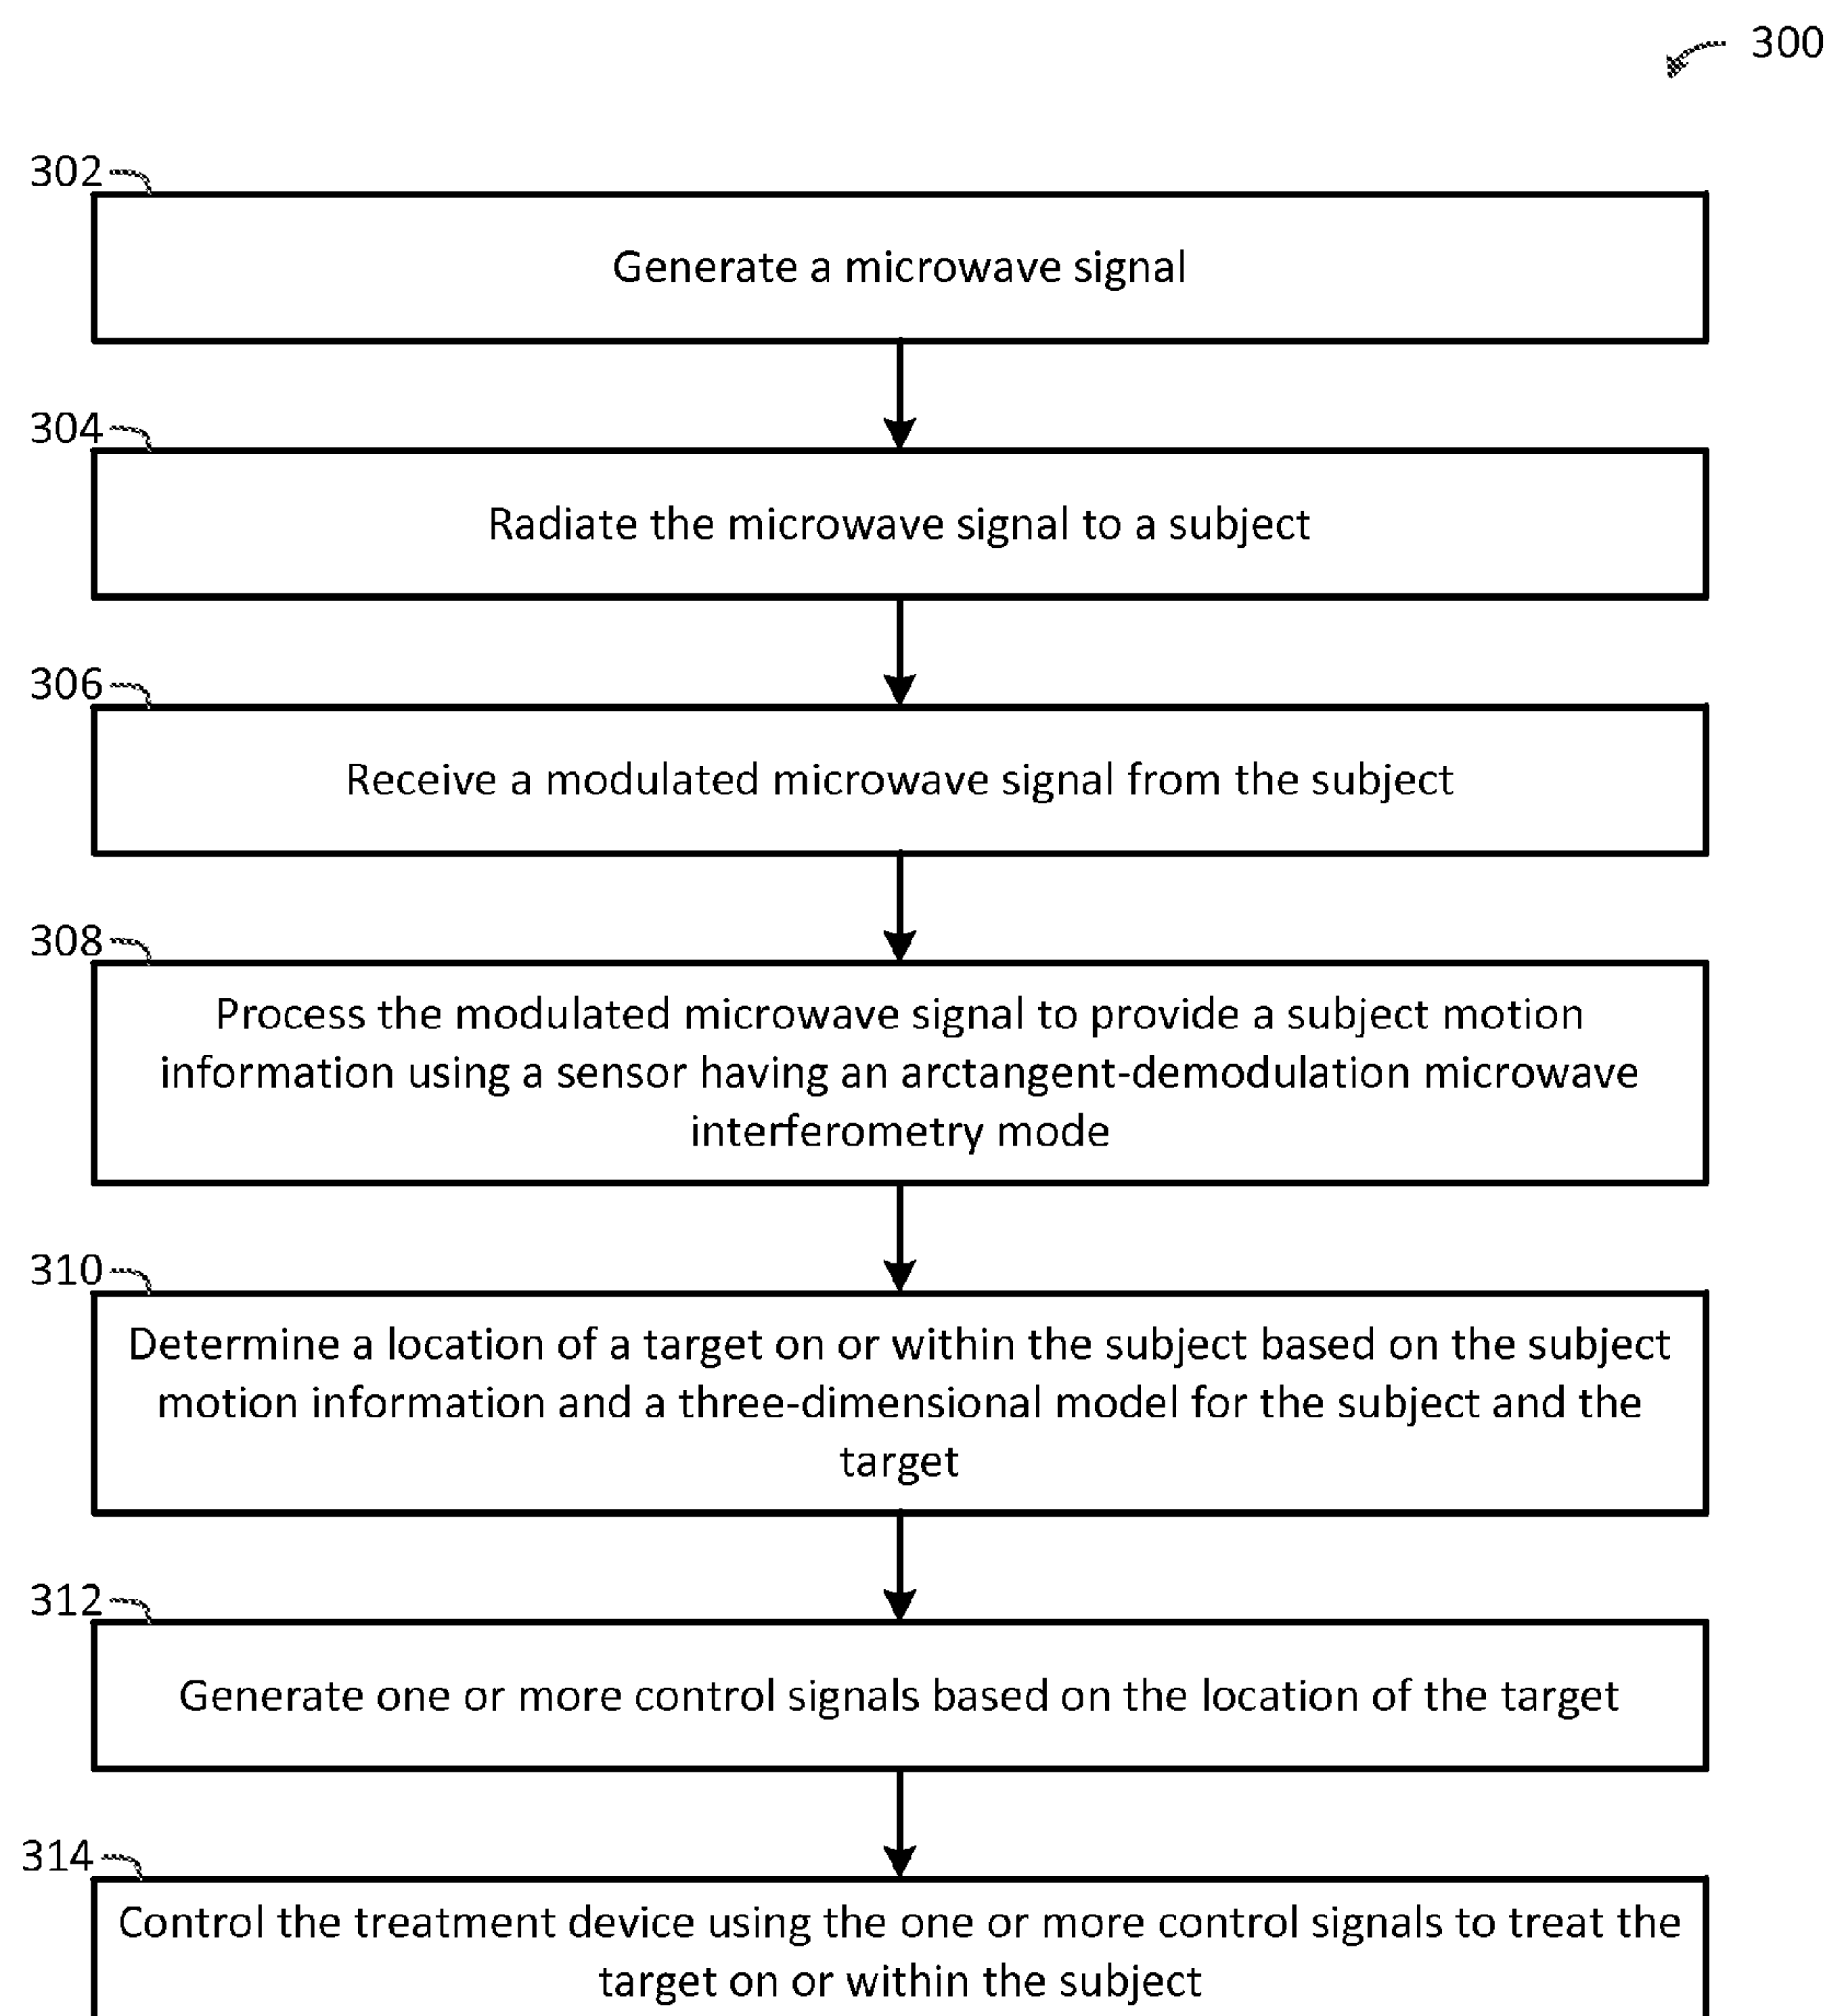 300
302
Generate a microwave signal
304
Radiate the microwave signal to a subject
306
Receive a modulated microwave signal from the subject
308
Process the modulated microwave signal to provide a subject motion
information using a sensor having an arctangent-demodulation microwave
interferometry mode
310
Determine a location of a target on or within the subject based on the subject
motion information and a three-dimensional model for the subject and the
target
312
Generate one or more control signals based on the location of the target
314
Control the treatment device using the one or more control signals to treat the
target on or within the subject